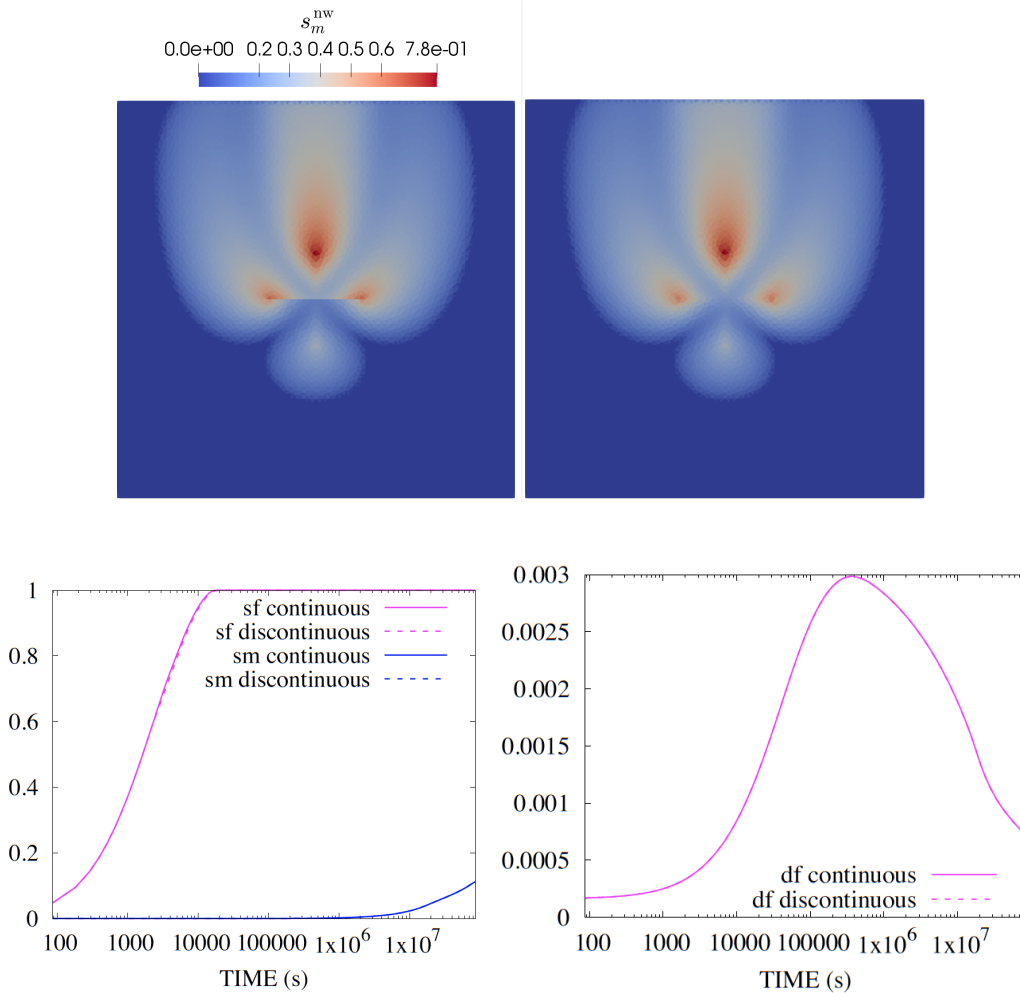 s_m^nw
0.0e+00 0.2 0.3 0.4 0.5 0.6 7.8e-01
1
0.8
0.6
0.4
0.2
0
sf continuous
sf discontinuous
sm continuous
sm discontinuous
100 1000 10000 100000 1x10^6 1x10^7
TIME (s)
0.003
0.0025
0.002
0.0015
0.001
0.0005
0
df continuous
df discontinuous
100 1000 10000 100000 1x10^6 1x10^7
TIME (s)